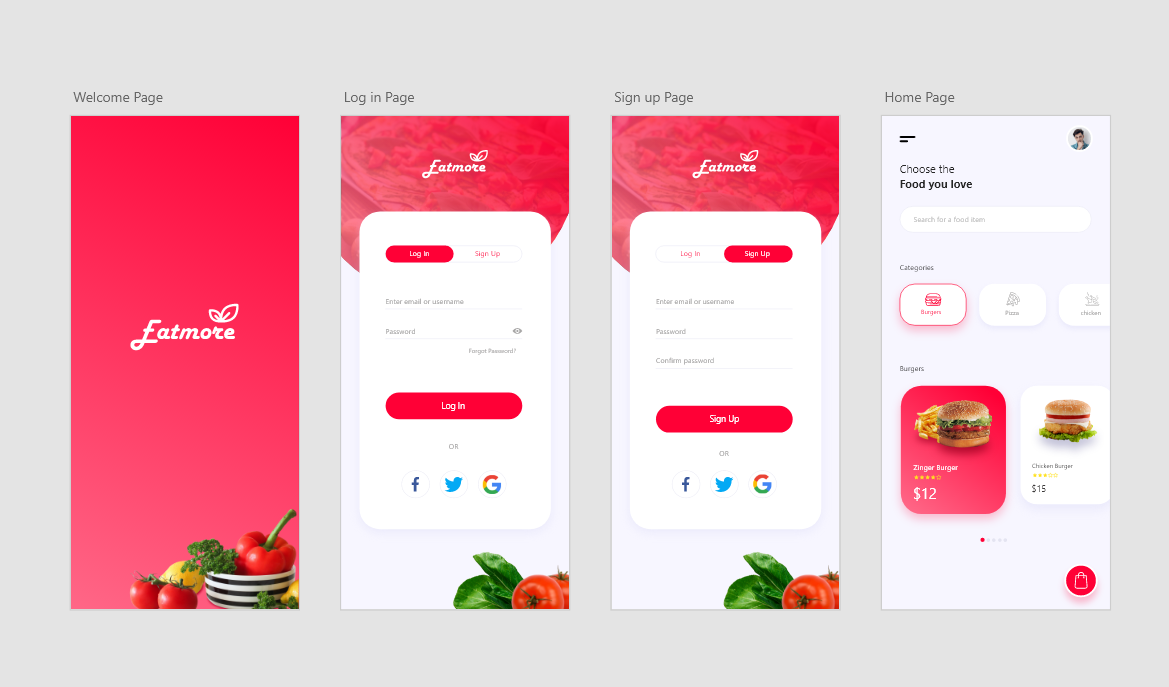 Welcome Page
Eatmore
Log in Page
Eatmore
Log in
Sign Up
Enter email or username
Password
Forgot Password?
Log In
OR
Sign up Page
Eatmore
Log In
Sign Up
Enter email or username
Password
Confirm password
Sign Up
OR
Home Page
Choose the
Food you love
Search for a food item
Categories
Burgers
Pizza
chicken
Burgers
Zinger Burger
$12
Chicken Burger
$15